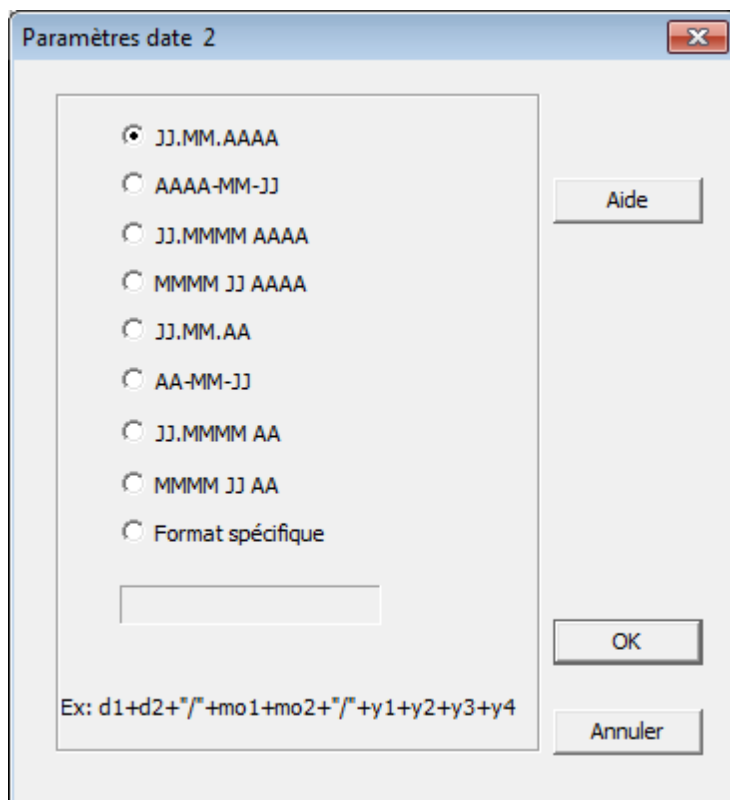 Paramètres date 2
JJ.MM.AAAA
AAAA-MM-JJ
Aide
JJ.MMMM AAAA
MMMM JJ AAAA
JJ.MM.AA
AA-MM-JJ
JJ.MMMM AA
MMMM JJ AA
Format spécifique
OK
Ex: d1+d2+"/"+mo1+mo2+"/"+y1+y2+y3+y4
Annuler